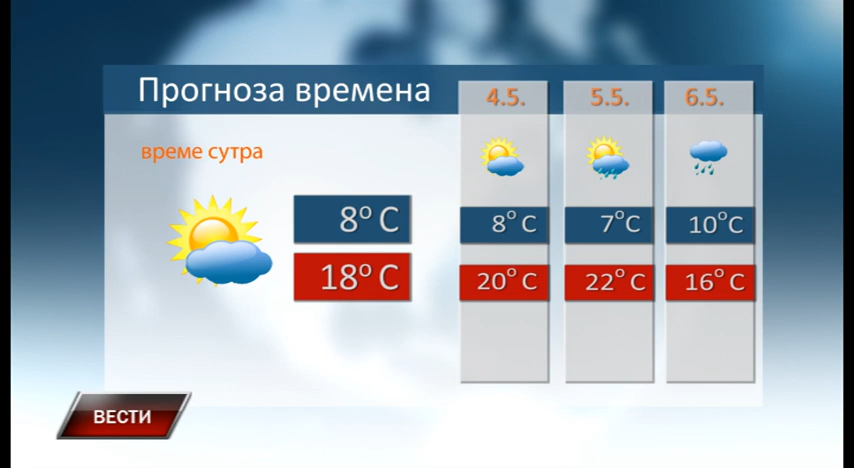 Прогноза времена
време сутра
8° C
18° C
4.5. 5.5. 6.5.
8° C 7°C 10°C
20° C 22° C 16° C
ВЕСТИ